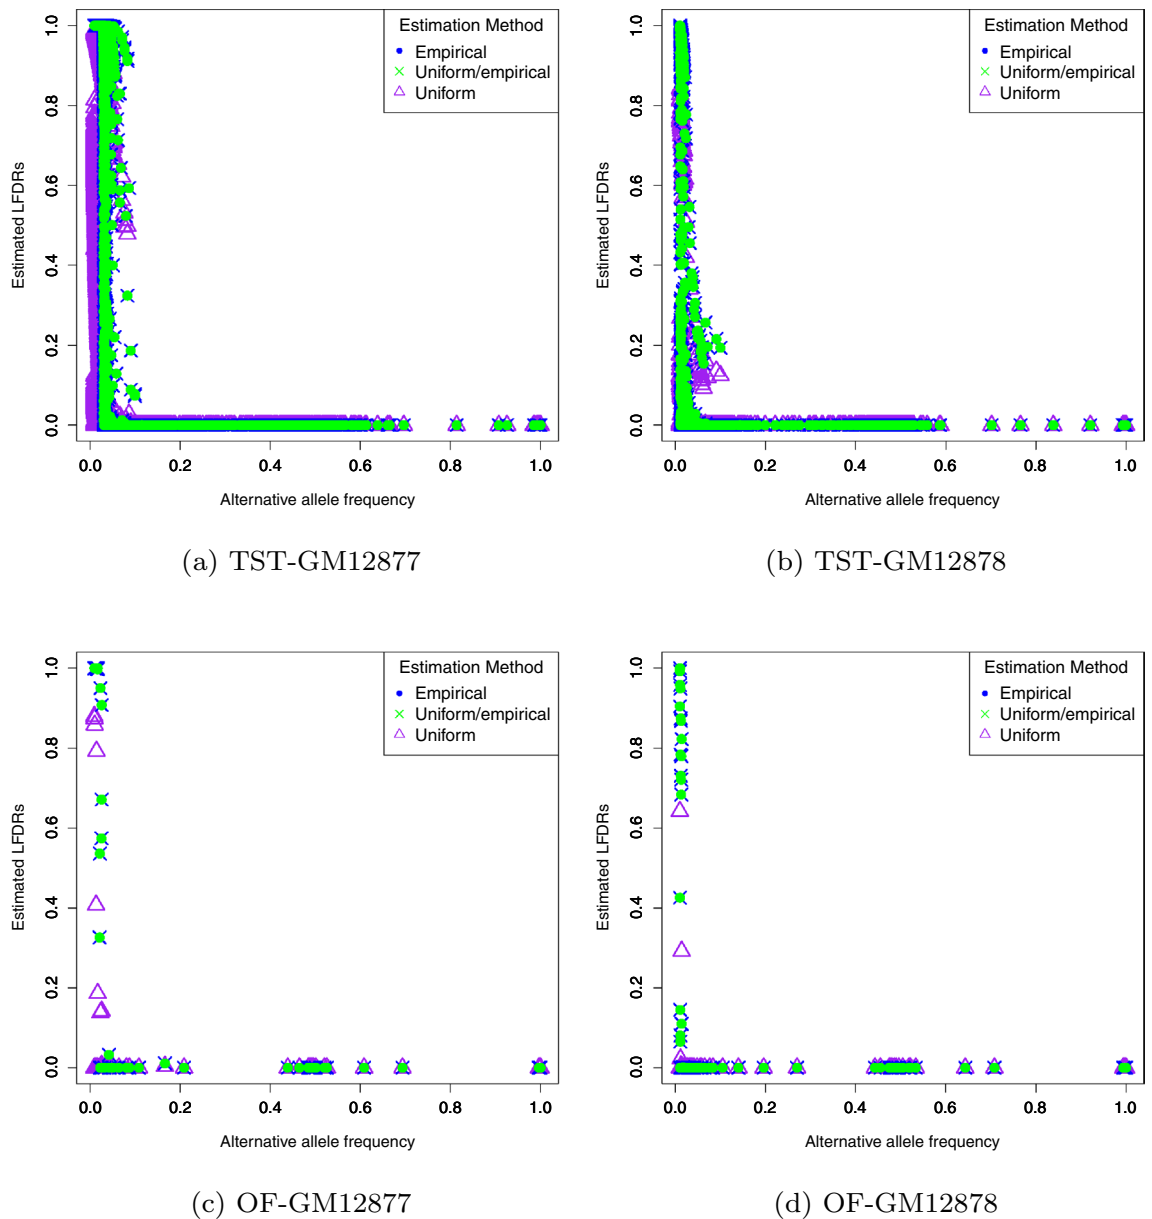 Estimation Method
Empirical
Uniform/empirical
Uniform
Estimated LFDRs
0.0 0.2 0.4 0.6 0.8 1.0
0.0 0.2 0.4 0.6 0.8 1.0
Alternative allele frequency
(a) TST-GM12877
Estimation Method
Empirical
Uniform/empirical
Uniform
Estimated LFDRs
0.0 0.2 0.4 0.6 0.8 1.0
0.0 0.2 0.4 0.6 0.8 1.0
Alternative allele frequency
(b) TST-GM12878
Estimation Method
Empirical
Uniform/empirical
Uniform
Estimated LFDRs
0.0 0.2 0.4 0.6 0.8 1.0
0.0 0.2 0.4 0.6 0.8 1.0
Alternative allele frequency
(c) OF-GM12877
Estimation Method
Empirical
Uniform/empirical
Uniform
Estimated LFDRs
0.0 0.2 0.4 0.6 0.8 1.0
0.0 0.2 0.4 0.6 0.8 1.0
Alternative allele frequency
(d) OF-GM12878